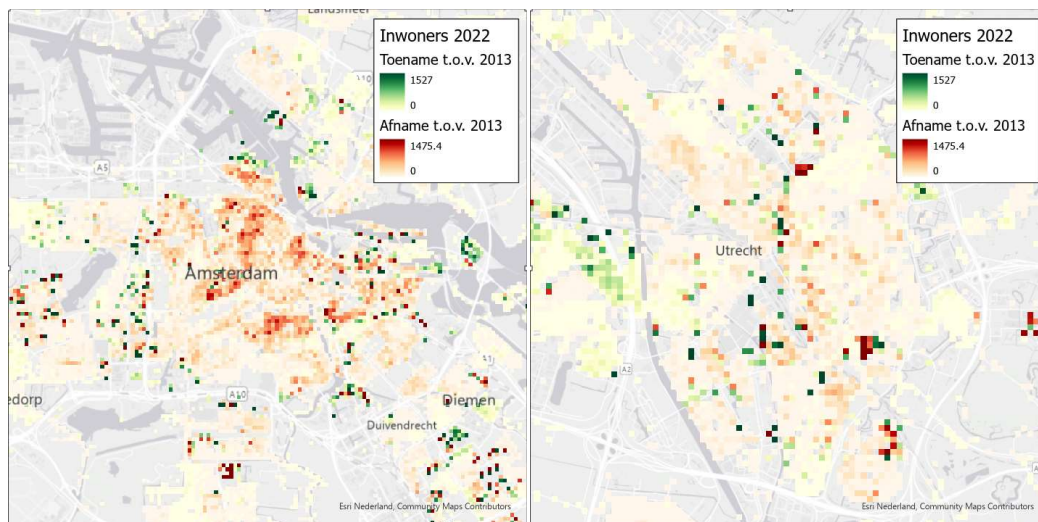 Landsmeer
A10
Inwoners 2022
Toename t.o.v. 2013
1527
0
Afname t.o.v. 2013
1475.4
0
A5
Amsterdam
A1
A10
edorp
Diemen
Duivendrecht
Esri Nederland, Community Maps Contributors
Inwoners 2022
Toename t.o.v. 2013
1527
0
Afname t.o.v. 2013
1475.4
0
Utrecht
A2
Esri Nederland, Community Maps Contributors